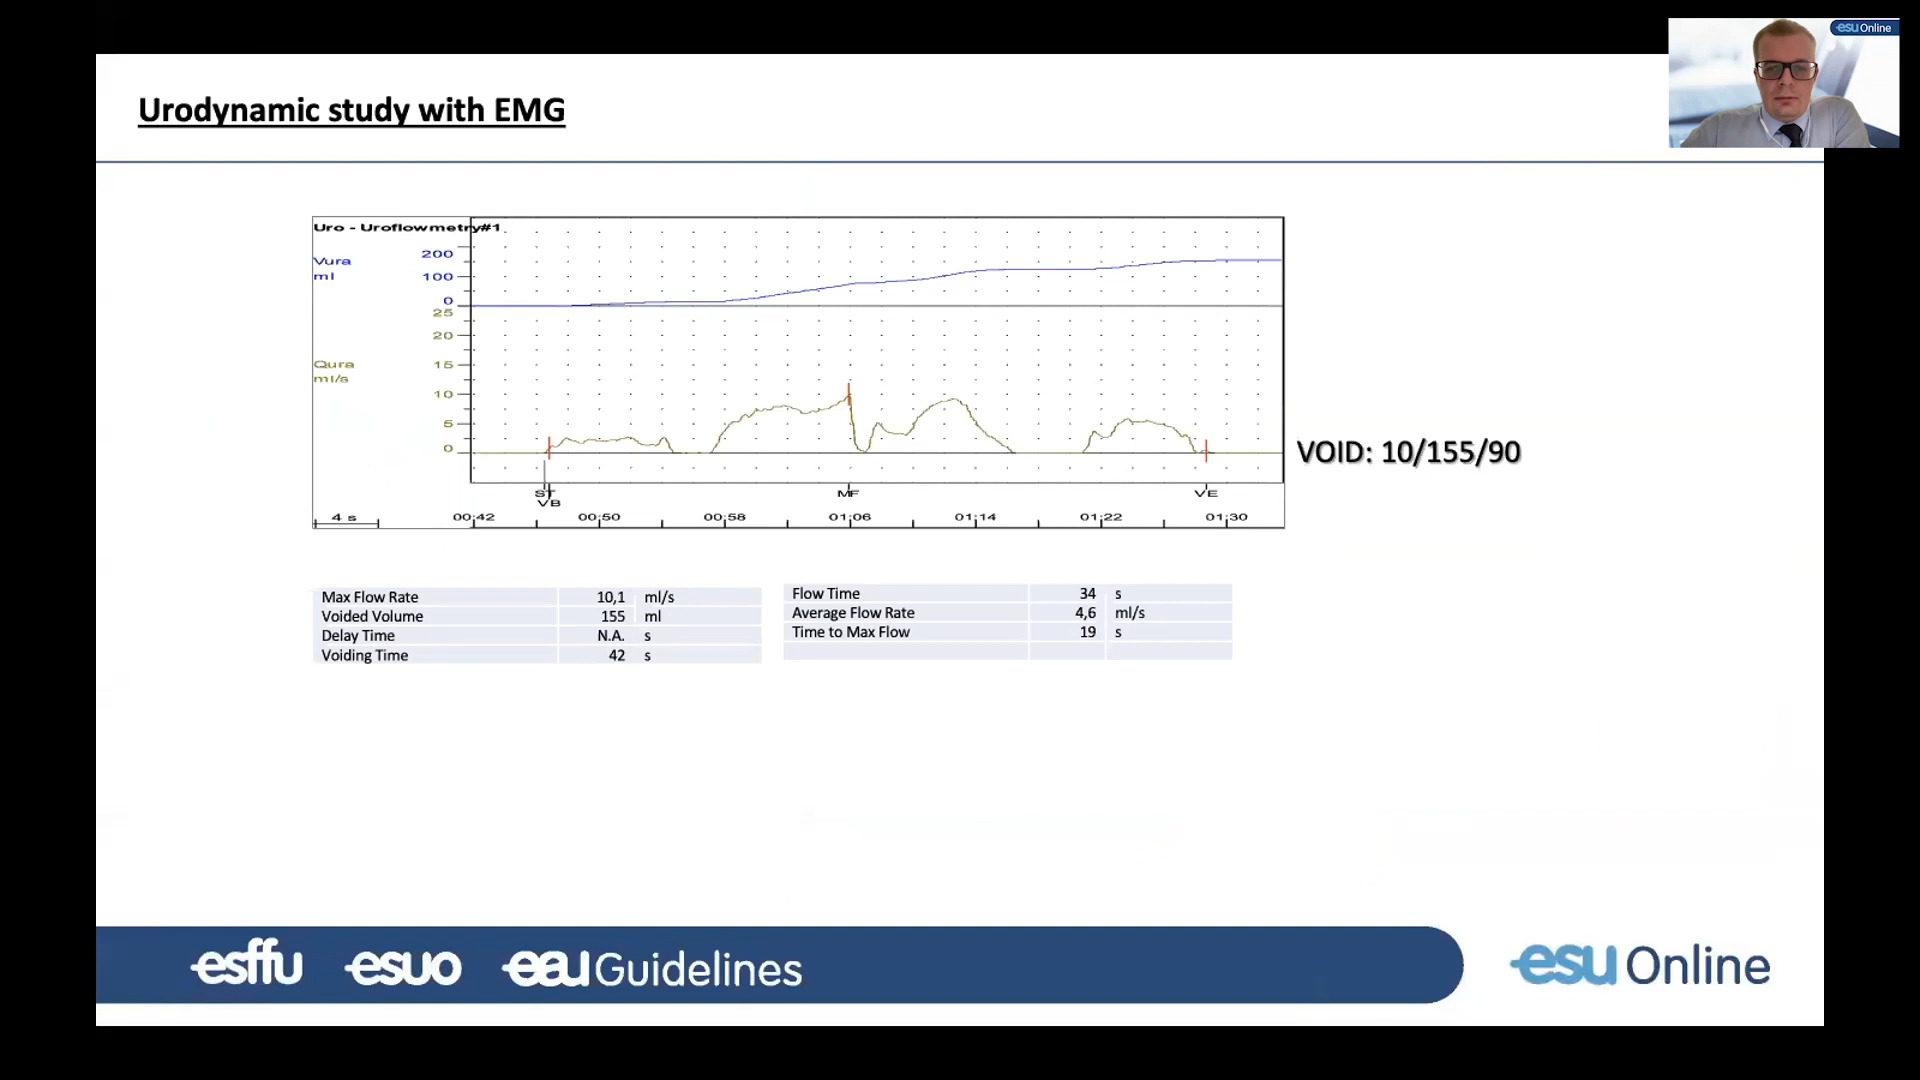 esu Online
Urodynamic study with EMG
Uro - Uroflowmetry#1
Vura
ml
200
100
0
25
20
15
10
5
0
Qura
ml/s
VOID: 10/155/90
ST
VB
MF
VE
4 s
00:42 00:50 00:58 01:06 01:14 01:22 01:30
Max Flow Rate 10,1 ml/s
Voided Volume 155 ml
Delay Time N.A. s
Voiding Time 42 s
Flow Time 34 s
Average Flow Rate 4,6 ml/s
Time to Max Flow 19 s
esffu esuo eau Guidelines
esu Online